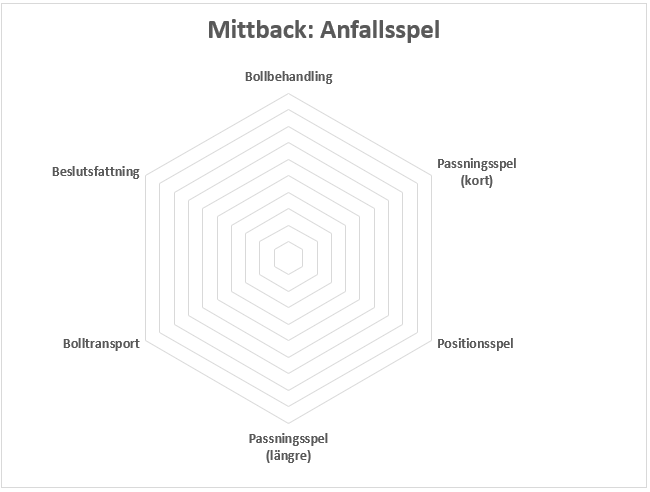 Mittback: Anfallsspel
Bollbehandling
Passningsspel
(kort)
Positionsspel
Passningsspel
(längre)
Bolltransport
Beslutsfattning